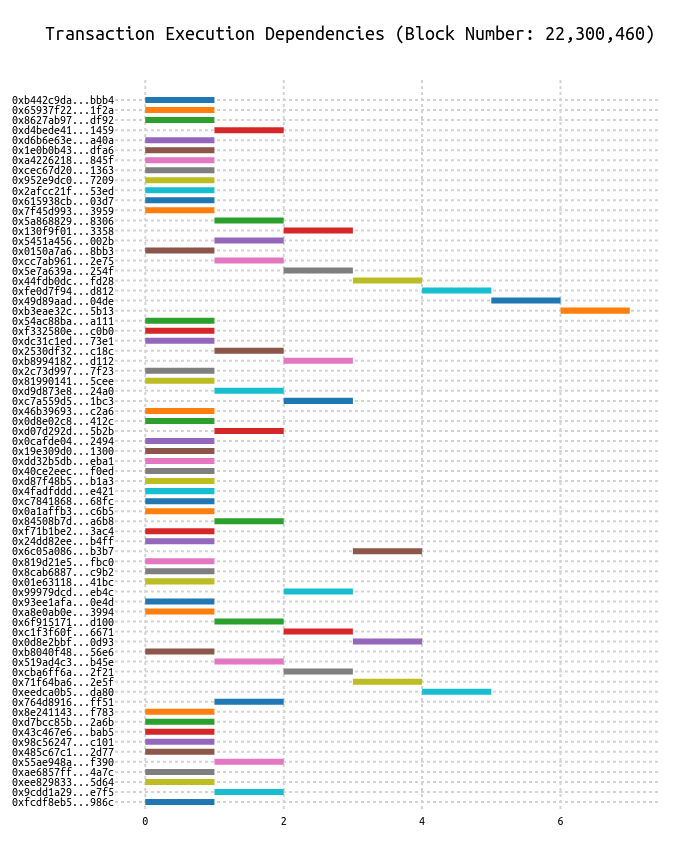 Transaction Execution Dependencies (Block Number: 22,300,460)
0xb442c9da...bbb4
0x65937f22...1f2a
0x8627ab97...df92
0xd4bede41...1459
0xd6b6e63e...a40a
0x1e0b0b43...dfa6
0xa4226218...845f
0xcec67d20...1363
0x952e9dc0...7209
0x2afcc21f...53ed
0x615938cb...03d7
0x7f45d993...3959
0x5a868829...8306
0x130f9f01...3358
0x5451a456...002b
0x0150a7a6...8bb3
0xcc7ab961...2e75
0x5e7a639a...254f
0x44fdb0dc...fd28
0xfe0d7f94...d812
0x49d89aad...04de
0xb3eae32c...5b13
0x54ac88ba...a111
0xf332580e...c0b0
0xdc31c1ed...73e1
0x2530df32...c18c
0xb8994182...d112
0x2c73d997...7f23
0x81990141...5cee
0xd9d873e8...24a0
0xc7a559d5...1bc3
0x46b39693...c2a6
0x0d8e02c8...412c
0xd07d292d...5b2b
0x0cafde04...2494
0x19e309d0...1300
0xdd32b5db...eba1
0x40ce2eec...f0ed
0xd87f48b5...b1a3
0x4fadfddd...e421
0xc7841868...68fc
0x0a1affb3...c6b5
0x84508b7d...a6b8
0xf71b1be2...3ac4
0x24dd82ee...b4ff
0x6c05a086...b3b7
0x819d21e5...fbc0
0x8cab6887...c9b2
0x01e63118...41bc
0x99979dcd...eb4c
0x93ee1afa...0e4d
0xa8e0ab0e...3994
0x6f915171...d100
0xc1f3f60f...6671
0x0d8e2bbf...0d93
0xb8040f48...56e6
0x519ad4c3...b45e
0xcba6ff6a...2f21
0x71f64ba6...2e5f
0xeedca0b5...da80
0x764d8916...ff51
0x8e241143...f783
0xd7bcc85b...2a6b
0x43c467e6...bab5
0x98c56247...c101
0x485c67c1...2d77
0x55ae948a...f390
0xae6857ff...4a7c
0xee829833...5d64
0x9cdd1a29...e7f5
0xfcdf8eb5...986c
0 2 4 6